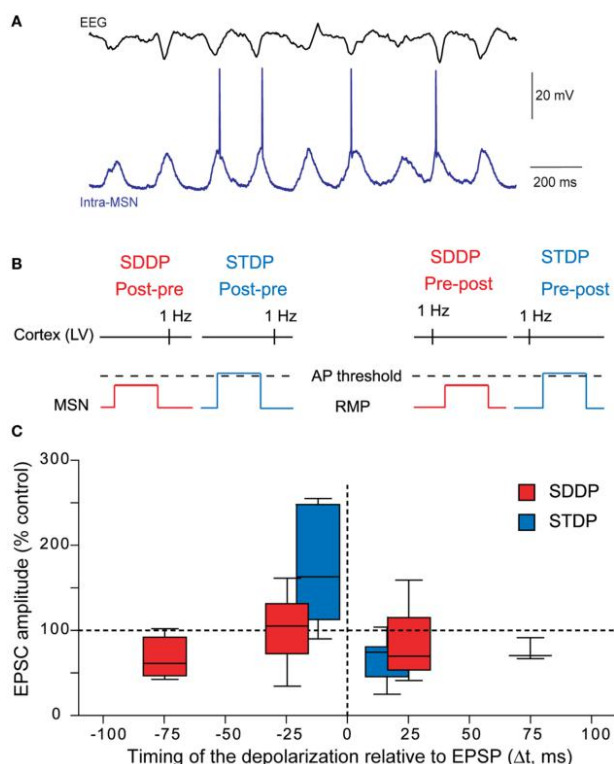 A
EEG
20 mV
200 ms
Intra-MSN
B
SDDP STDP SDDP STDP
Post-pre Post-pre Pre-post Pre-post
1 Hz 1 Hz 1 Hz 1 Hz
Cortex (LV)
AP threshold
MSN RMP
C
300
200
100
0
EPSC amplitude (% control)
SDDP
STDP
-100 -75 -50 -25 0 25 50 75 100
Timing of the depolarization relative to EPSP (Δt, ms)